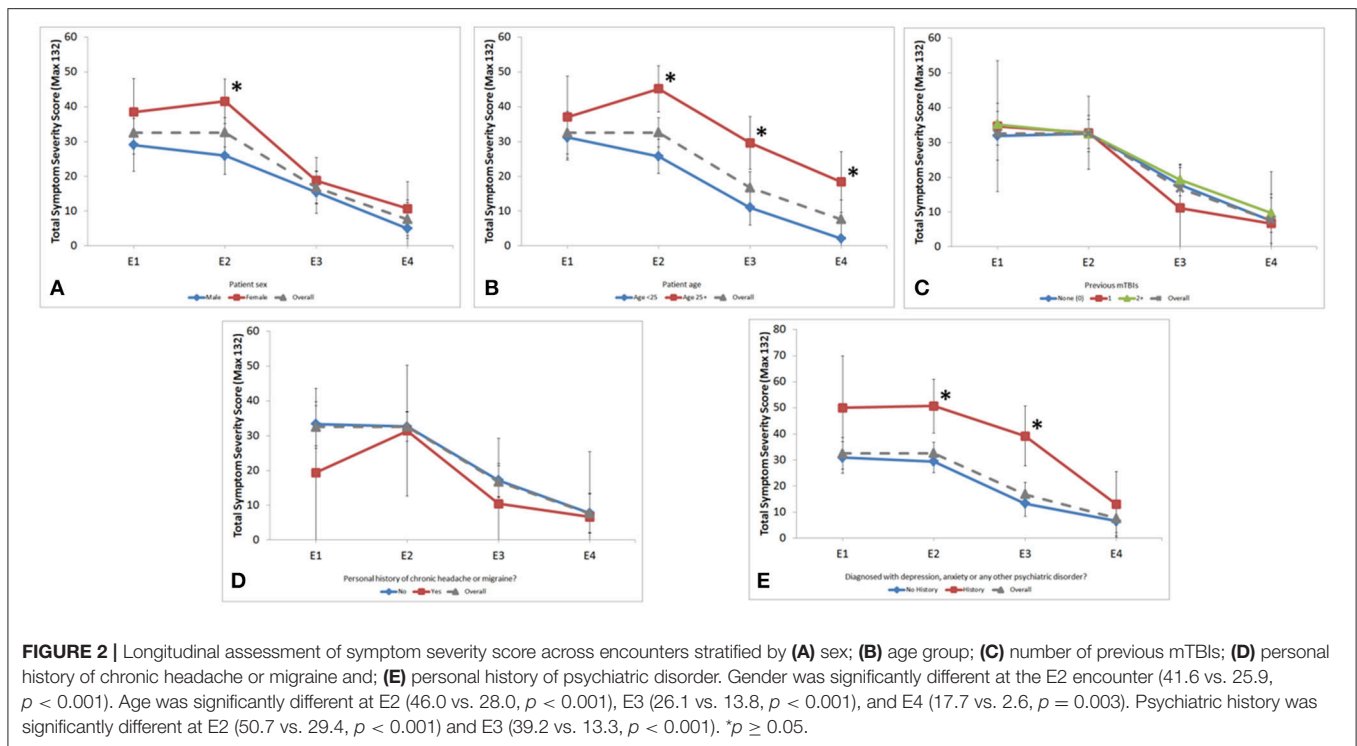 Total Symptom Severity Score (Max 132)
60
50
40
30
20
10
0
*
E1 E2 E3 E4
Patient sex
A
Male Female Overall
Total Symptom Severity Score (Max 132)
60
50
40
30
20
10
0
*
*
*
E1 E2 E3 E4
Patient age
B
Age <25 Age 25+ Overall
Total Symptom Severity Score (Max 132)
60
50
40
30
20
10
0
E1 E2 E3 E4
Previous mTBIs
C
None (0) 1 2+ Overall
Total Symptom Severity Score (Max 132)
60
50
40
30
20
10
0
E1 E2 E3 E4
Personal history of chronic headache or migraine?
D
No Yes Overall
Total Symptom Severity Score (Max 132)
80
70
60
50
40
30
20
10
0
*
*
E1 E2 E3 E4
Diagnosed with depression, anxiety or any other psychiatric disorder?
E
No History History Overall
FIGURE 2 | Longitudinal assessment of symptom severity score across encounters stratified by (A) sex; (B) age group; (C) number of previous mTBIs; (D) personal
history of chronic headache or migraine and; (E) personal history of psychiatric disorder. Gender was significantly different at the E2 encounter (41.6 vs. 25.9,
p < 0.001). Age was significantly different at E2 (46.0 vs. 28.0, p < 0.001), E3 (26.1 vs. 13.8, p < 0.001), and E4 (17.7 vs. 2.6, p = 0.003). Psychiatric history was
significantly different at E2 (50.7 vs. 29.4, p < 0.001) and E3 (39.2 vs. 13.3, p < 0.001). *p ≥ 0.05.